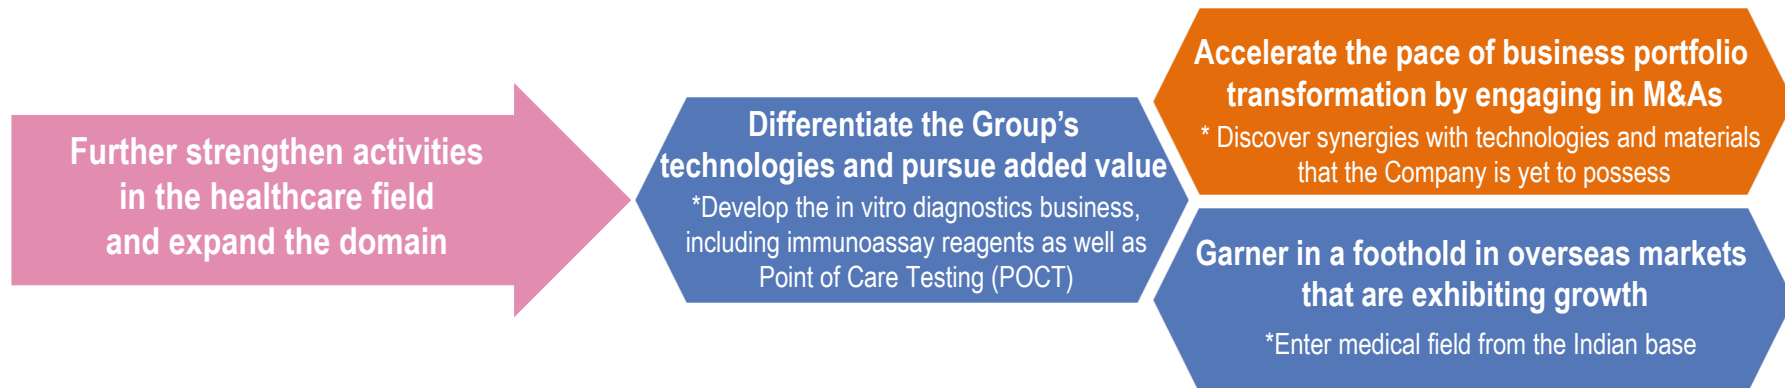 Further strengthen activities
in the healthcare field
and expand the domain
Differentiate the Group's
technologies and pursue added value
*Develop the in vitro diagnostics business,
including immunoassay reagents as well as
Point of Care Testing (POCT)
Accelerate the pace of business portfolio
transformation by engaging in M&As
* Discover synergies with technologies and materials
that the Company is yet to possess
Garner in a foothold in overseas markets
that are exhibiting growth
*Enter medical field from the Indian base